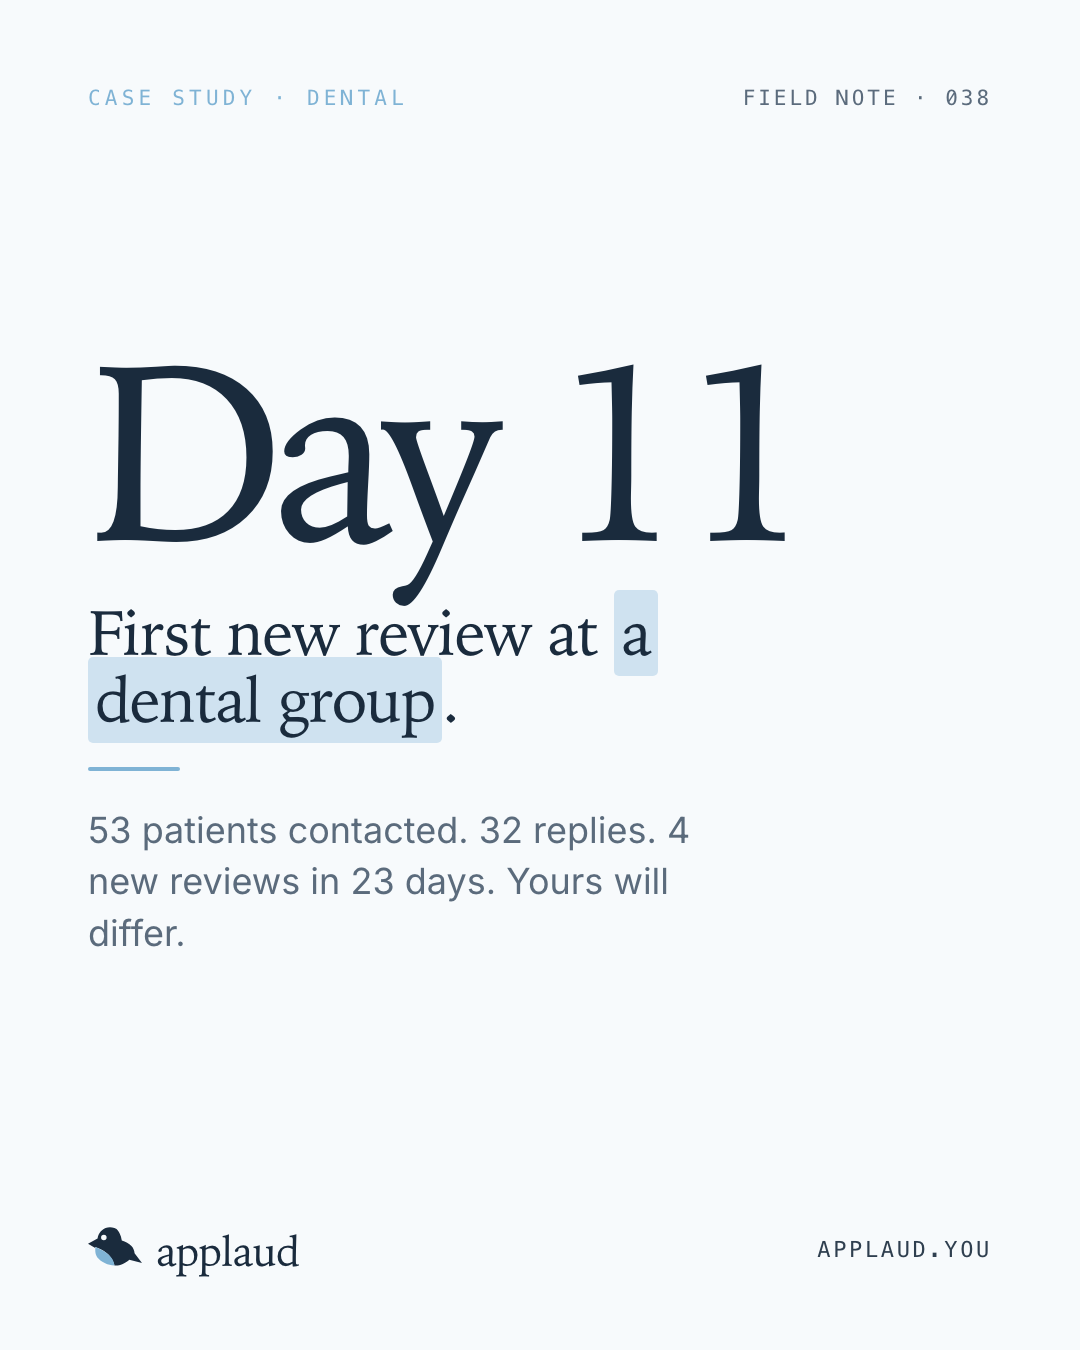 CASE STUDY · DENTAL
FIELD NOTE · 038
Day 11
First new review at a
dental group.
53 patients contacted. 32 replies. 4
new reviews in 23 days. Yours will
differ.
applaud
APPLAUD.YOU